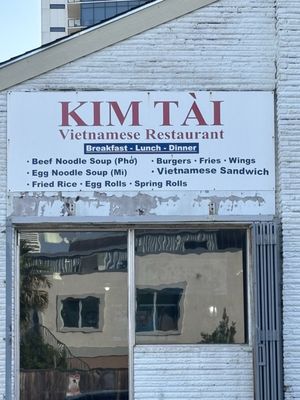 KIM TÀI
Vietnamese Restaurant
Breakfast - Lunch - Dinner
• Beef Noodle Soup (Phở) • Burgers • Fries • Wings
• Egg Noodle Soup (Mì) • Vietnamese Sandwich
• Fried Rice • Egg Rolls • Spring Rolls